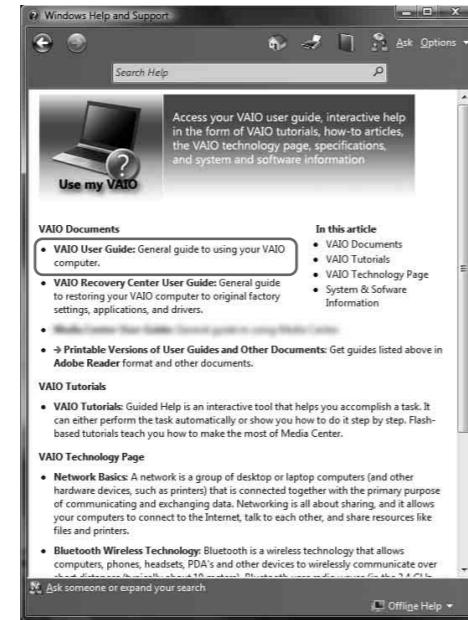 Windows Help and Support
Ask Options
Search Help
Access your VAIO user guide, interactive help
in the form of VAIO tutorials, how-to articles,
the VAIO technology page, specifications,
and system and software information
Use my VAIO
VAIO Documents
VAIO User Guide: General guide to using your VAIO
computer.
VAIO Recovery Center User Guide: General guide
to restoring your VAIO computer to original factory
settings, applications, and drivers.
Media Center User Guide: General guide to using Media Center.
→ Printable Versions of User Guides and Other Documents: Get guides listed above in
Adobe Reader format and other documents.
In this article
VAIO Documents
VAIO Tutorials
VAIO Technology Page
System & Sofware
Information
VAIO Tutorials
VAIO Tutorials: Guided Help is an interactive tool that helps you accomplish a task. It
can either perform the task automatically or show you how to do it step by step. Flash-
based tutorials teach you how to make the most of Media Center.
VAIO Technology Page
Network Basics: A network is a group of desktop or laptop computers (and other
hardware devices, such as printers) that is connected together with the primary purpose
of communicating and exchanging data. Networking is all about sharing, and it allows
your computers to connect to the Internet, talk to each other, and share resources like
files and printers.
Bluetooth Wireless Technology: Bluetooth is a wireless technology that allows
computers, phones, headsets, PDA's and other devices to wirelessly communicate over
Ask someone or expand your search
Offline Help